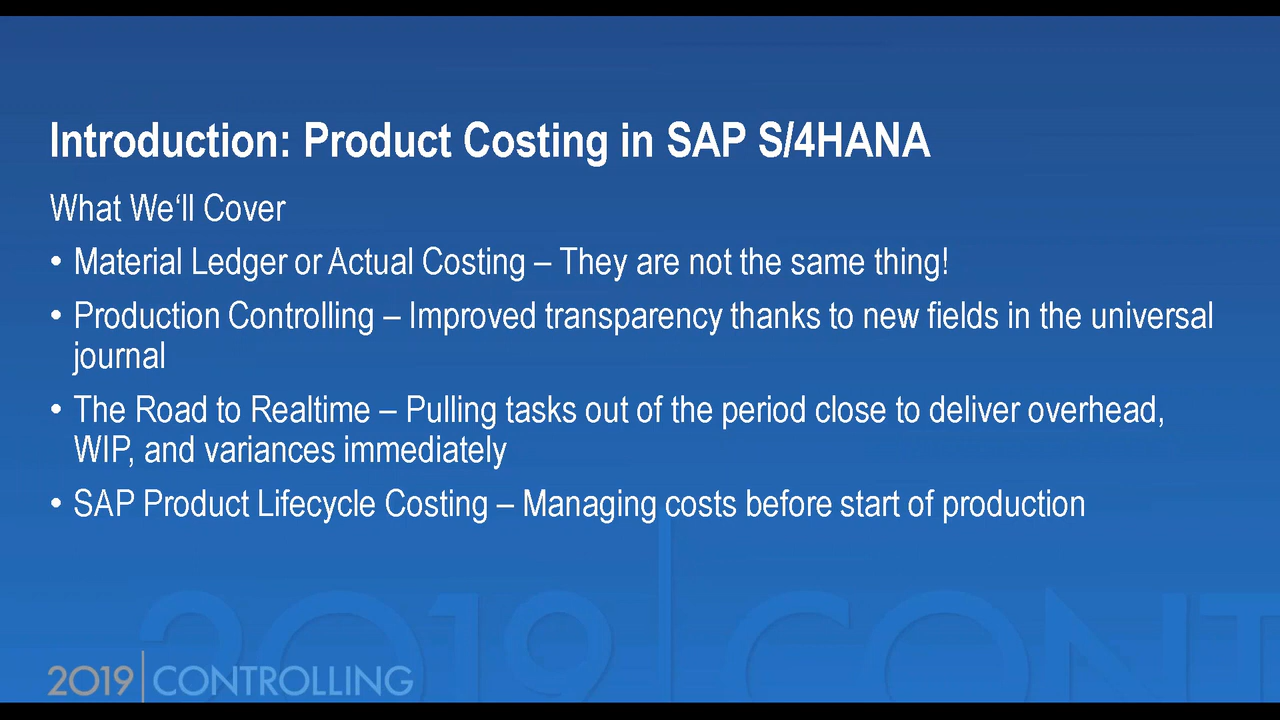 Introduction: Product Costing in SAP S/4HANA
What We‘ll Cover
• Material Ledger or Actual Costing – They are not the same thing!
• Production Controlling – Improved transparency thanks to new fields in the universal
journal
• The Road to Realtime – Pulling tasks out of the period close to deliver overhead,
WIP, and variances immediately
• SAP Product Lifecycle Costing – Managing costs before start of production
2019 CONT
2019 | CONTROLLING